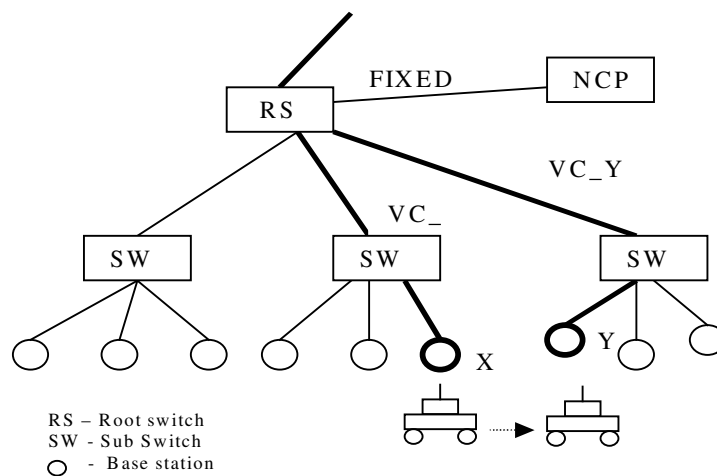 FIXED
NCP
RS
VC_Y
VC_
SW
SW
SW
X
Y
RS – Root switch
SW - Sub Switch
- Base station